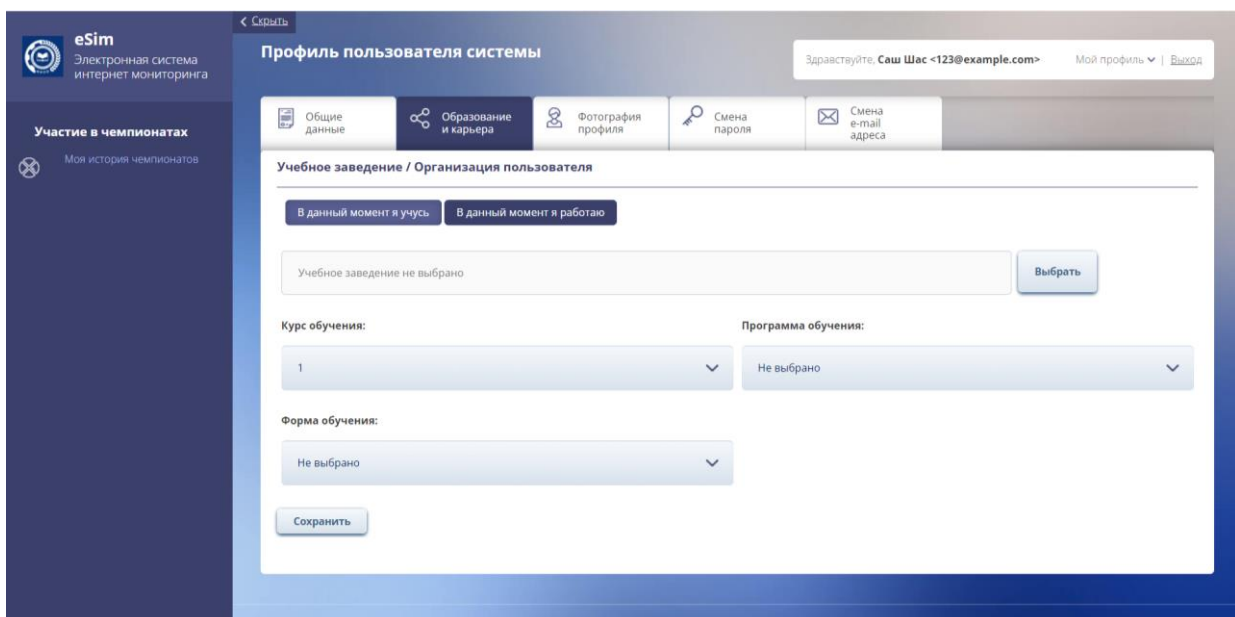 Скрыть
eSim
Электронная система
интернет мониторинга
Профиль пользователя системы
Здравствуйте, Саш Шас <123@example.com>
Мой профиль | Выход
Участие в чемпионатах
Моя история чемпионатов
Общие
данные
Образование
и карьера
Фотография
профиля
Смена
пароля
Смена
e-mail
адреса
Учебное заведение / Организация пользователя
В данный момент я учусь
В данный момент я работаю
Учебное заведение не выбрано
Выбрать
Курс обучения:
Программа обучения:
1
Не выбрано
Форма обучения:
Не выбрано
Сохранить